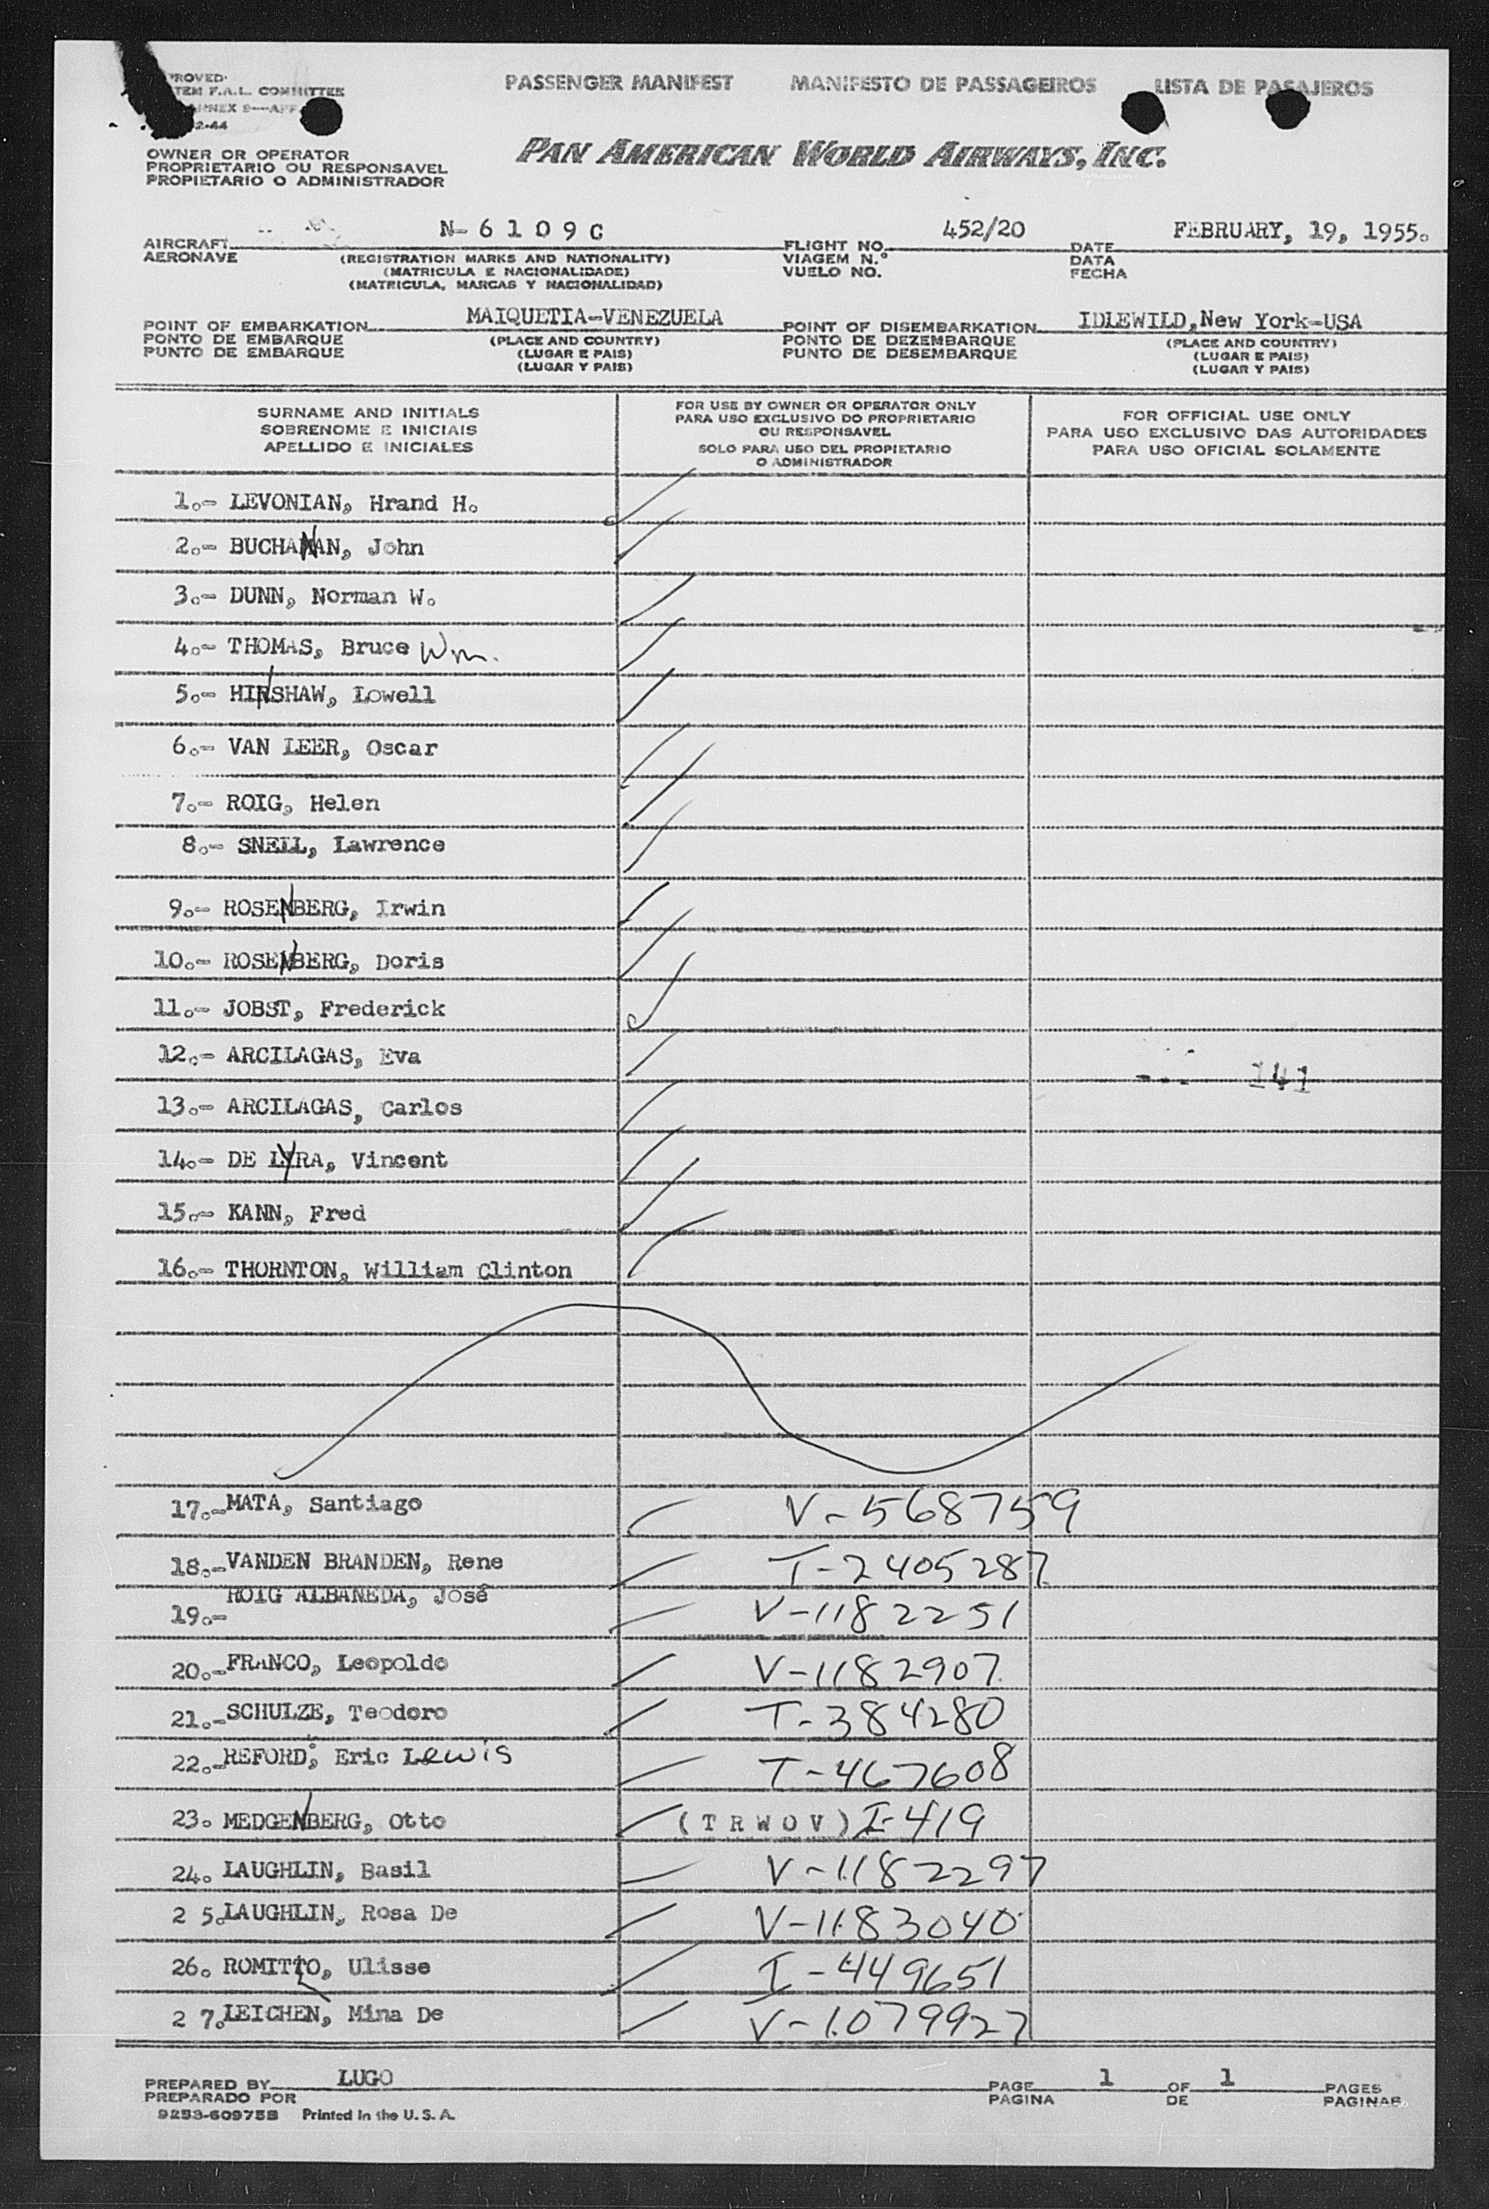 PASSENGER MANIFEST MANIFESTO DE PASSAGEIROS LISTA DE PASAJEROS
F.A.L. COMMITTEE
OWNER OR OPERATOR
PROPRIETARIO OU RESPONSAVEL
PROPIETARIO O ADMINISTRADOR
PAN AMERICAN WORLD AIRWAYS, INC.
AIRCRAFT N-6109C FLIGHT NO. 452/20 DATE FEBRUARY, 19, 1955.
AERONAVE (REGISTRATION MARKS AND NATIONALITY) VIAGEM N.º DATA
(MATRICULA E NACIONALIDADE) VUELO NO. FECHA
(MATRICULA, MARCAS Y NACIONALIDAD)
POINT OF EMBARKATION MAIQUETIA-VENEZUELA POINT OF DISEMBARKATION IDLEWILD, New York-USA
PONTO DE EMBARQUE (PLACE AND COUNTRY) PONTO DE DEZEMBARQUE (PLACE AND COUNTRY)
PUNTO DE EMBARQUE (LUGAR E PAIS) PUNTO DE DESEMBARQUE (LUGAR E PAIS)
(LUGAR Y PAIS) (LUGAR Y PAIS)
SURNAME AND INITIALS
SOBRENOME E INICIAIS
APELLIDO E INICIALES
FOR USE BY OWNER OR OPERATOR ONLY
PARA USO EXCLUSIVO DO PROPRIETARIO
OU RESPONSAVEL
SOLO PARA USO DEL PROPIETARIO
O ADMINISTRADOR
FOR OFFICIAL USE ONLY
PARA USO EXCLUSIVO DAS AUTORIDADES
PARA USO OFICIAL SOLAMENTE
1.- LEVONIAN, Hrand H.
2.- BUCHANAN, John
3.- DUNN, Norman W.
4.- THOMAS, Bruce Wm.
5.- HIRSHAW, Lowell
6.- VAN LEER, Oscar
7.- ROIG, Helen
8.- SNELL, Lawrence
9.- ROSENBERG, Irwin
10.- ROSENBERG, Doris
11.- JOBST, Frederick
12.- ARCILAGAS, Eva
141
13.- ARCILAGAS, Carlos
14.- DE LYRA, Vincent
15.- KANN, Fred
16.- THORNTON, William Clinton
17.- MATA, Santiago V-568759
18.- VANDEN BRANDEN, Rene T-2405287
19.- ROIG ALBANEDA, José V-1182251
20.- FRANCO, Leopoldo V-1182907
21.- SCHULZE, Teodoro T-384280
22.- REFORD, Eric Lewis T-467608
23. MEDGENBERG, Otto (TRWOV) I-419
24. LAUGHLIN, Basil V-1182297
25. LAUGHLIN, Rosa De V-1183040
26. ROMITTO, Ulisse I-449651
27. LEICHEN, Mina De V-1079927
PREPARED BY LUGO PAGE 1 OF 1 PAGES
PREPARADO POR PAGINA DE PAGINAS
9253-60975B Printed in the U. S. A.